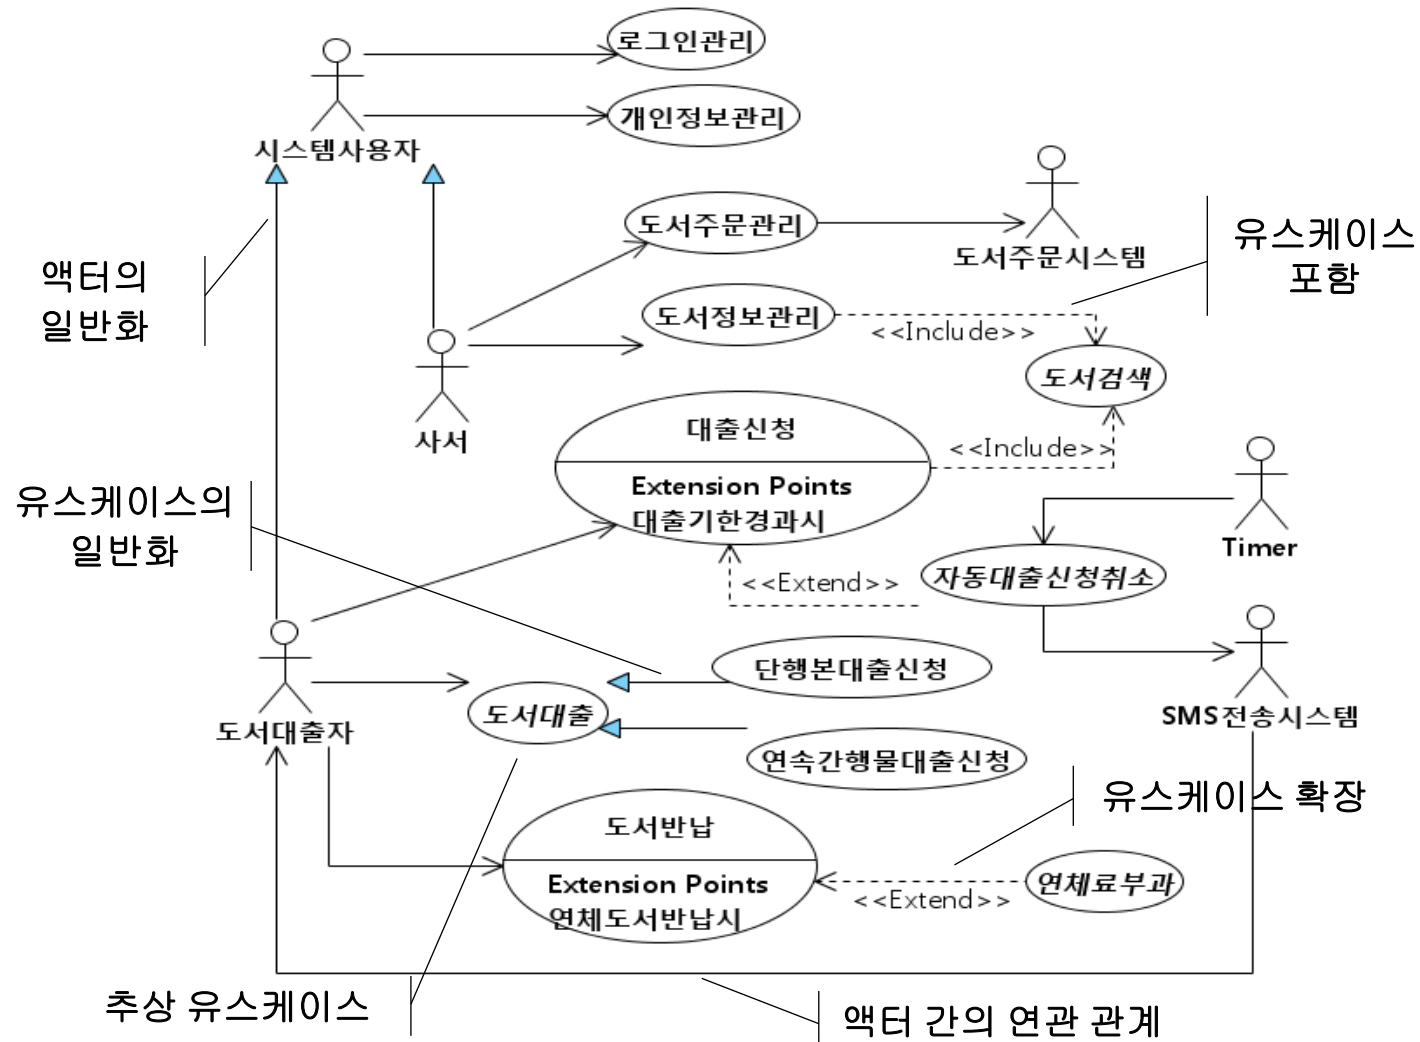 로그인관리
개인정보관리
시스템사용자
도서주문관리
도서주문시스템
유스케이스
포함
액터의
일반화
도서정보관리
<<Include>>
도서검색
사서
대출신청
<<Include>>
Extension Points
대출기한경과시
유스케이스의
일반화
Timer
<<Extend>>
자동대출신청취소
단행본대출신청
도서대출
SMS전송시스템
도서대출자
연속간행물대출신청
유스케이스 확장
도서반납
Extension Points
연체도서반납시
<<Extend>>
연체료부과
추상 유스케이스
액터 간의 연관 관계